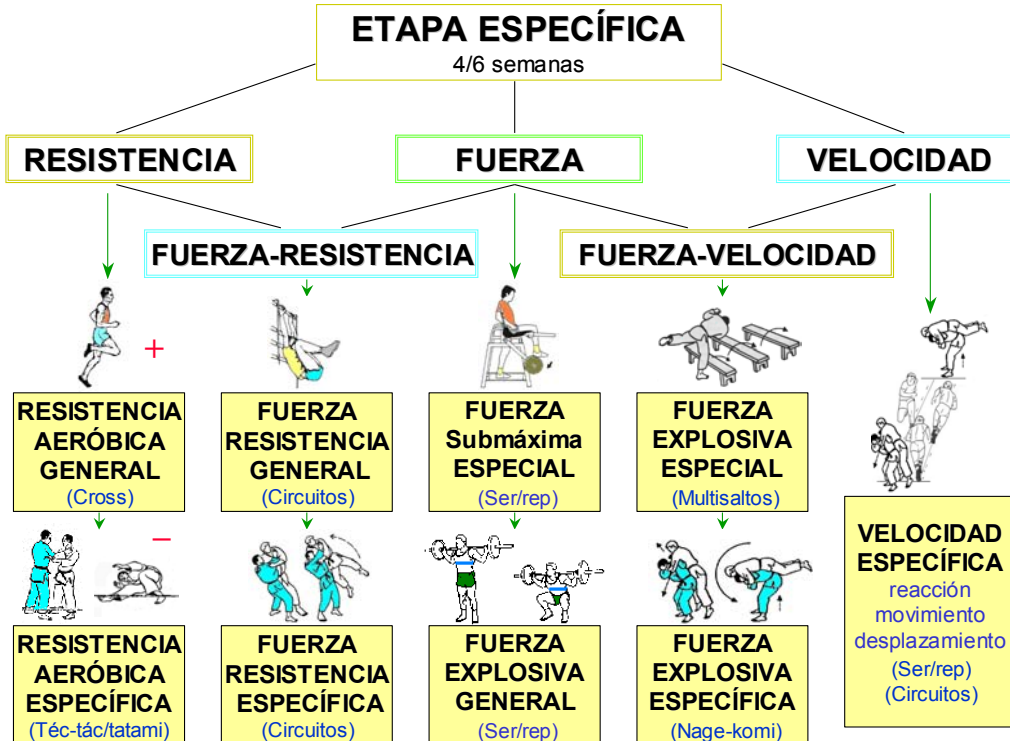 ETAPA ESPECÍFICA
4/6 semanas
RESISTENCIA
FUERZA
VELOCIDAD
FUERZA-RESISTENCIA
FUERZA-VELOCIDAD
+
RESISTENCIA
AERÓBICA
GENERAL
(Cross)
FUERZA
RESISTENCIA
GENERAL
(Circuitos)
FUERZA
Submáxima
ESPECIAL
(Ser/rep)
FUERZA
EXPLOSIVA
ESPECIAL
(Multisaltos)
VELOCIDAD
ESPECÍFICA
reacción
movimiento
desplazamiento
(Ser/rep)
(Circuitos)
−
RESISTENCIA
AERÓBICA
ESPECÍFICA
(Téc-tác/tatami)
FUERZA
RESISTENCIA
ESPECÍFICA
(Circuitos)
FUERZA
EXPLOSIVA
GENERAL
(Ser/rep)
FUERZA
EXPLOSIVA
ESPECÍFICA
(Nage-komi)